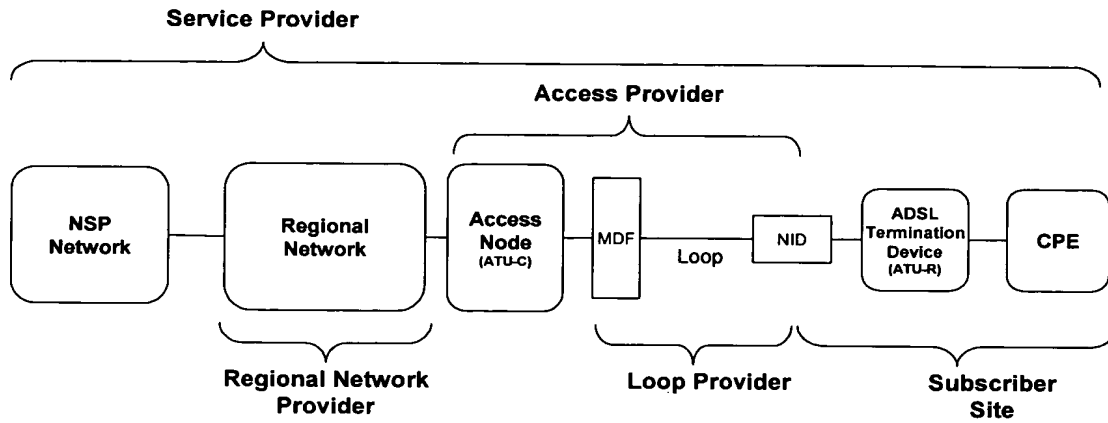 Service Provider
Access Provider
NSP
Network
Regional
Network
Access
Node
(ATU-C)
MDF
Loop
NID
ADSL
Termination
Device
(ATU-R)
CPE
Regional Network
Provider
Loop Provider
Subscriber
Site